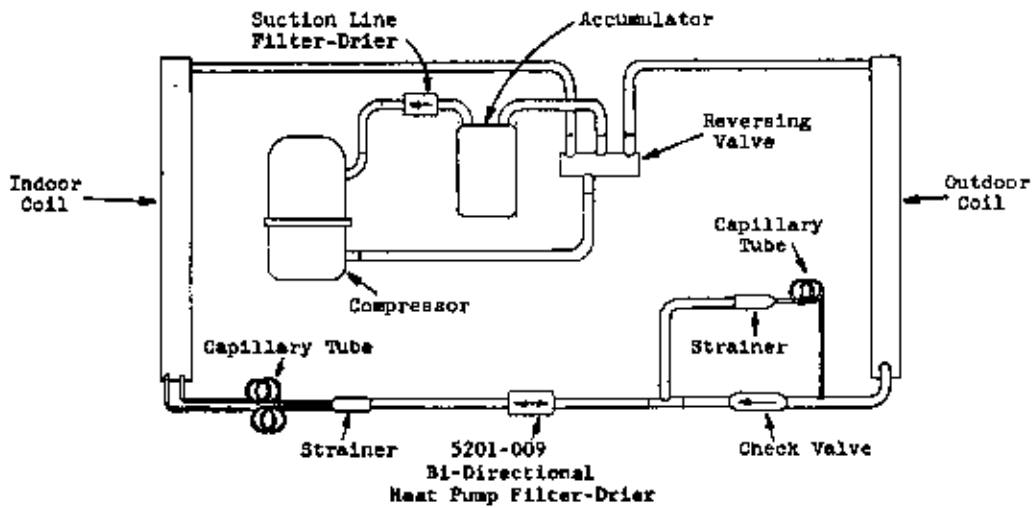 Suction Line
Filter-Drier
Accumulator
Reversing
Valve
Indoor
Coil
Outdoor
Coil
Capillary
Tube
Compressor
Strainer
Capillary Tube
Strainer
5201-009
Bi-Directional
Heat Pump Filter-Drier
Check Valve